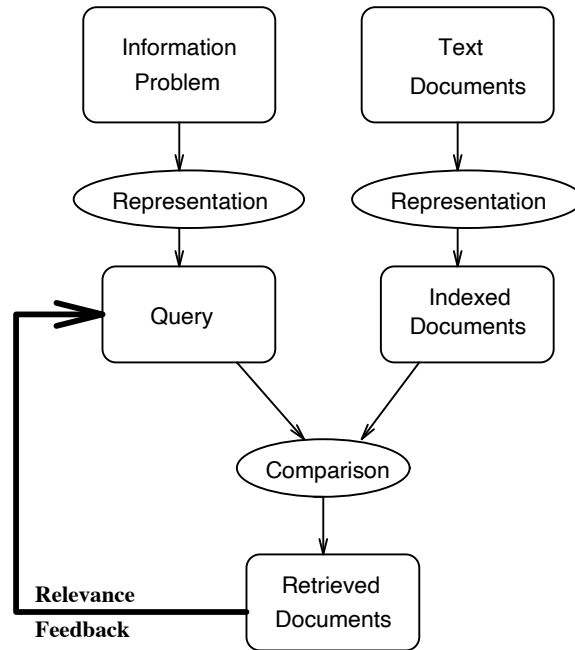 Information
Problem
Text
Documents
Representation
Representation
Query
Indexed
Documents
Comparison
Retrieved
Documents
Relevance
Feedback